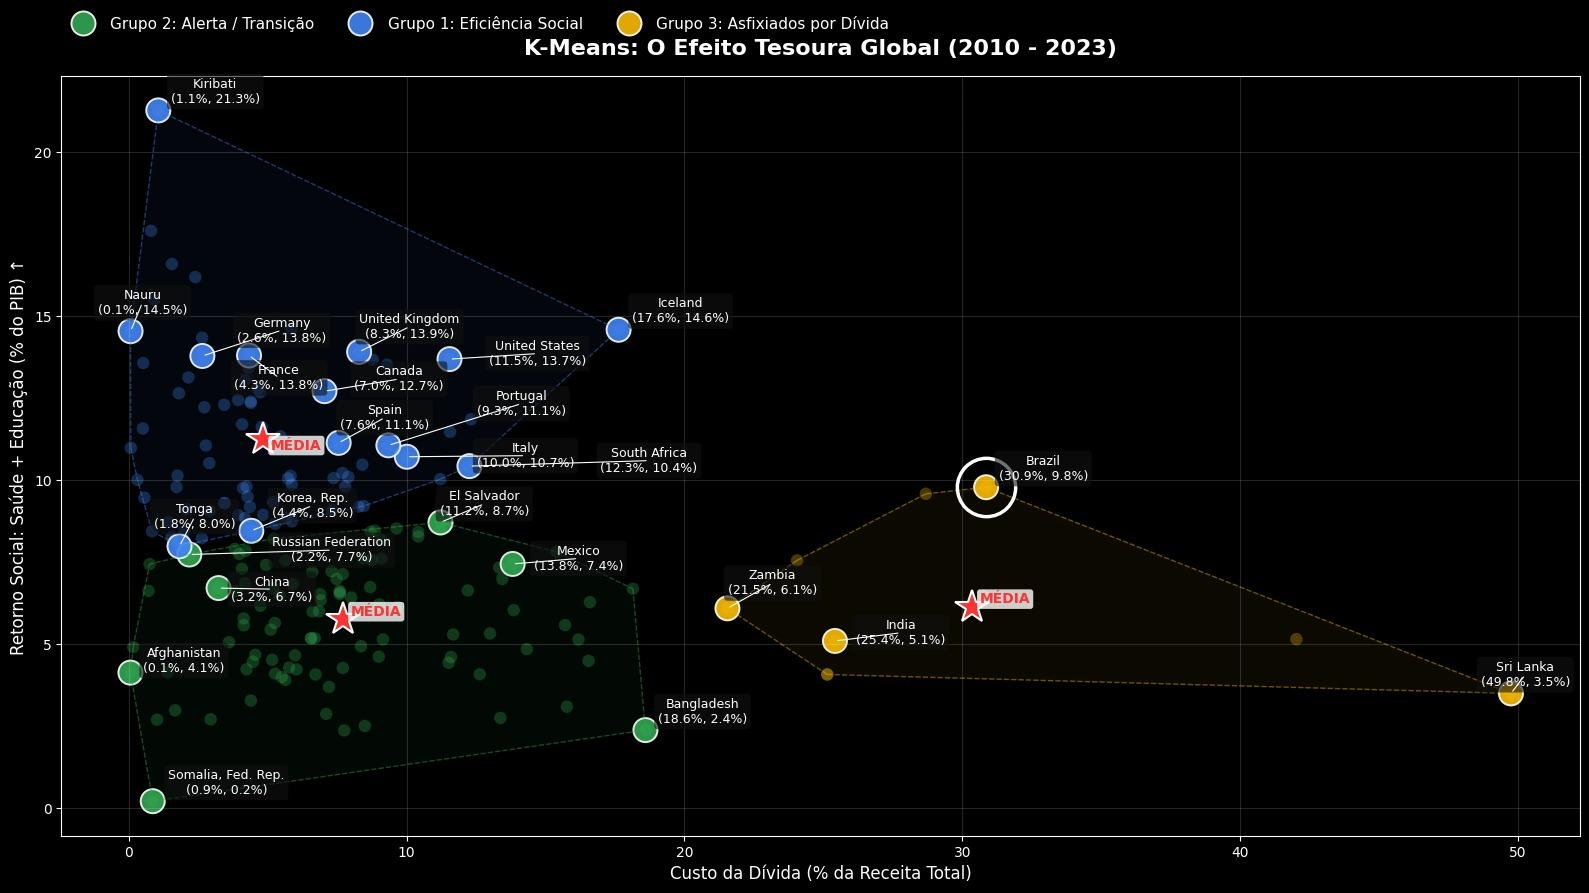 Grupo 2: Alerta / Transição
Grupo 1: Eficiência Social
Grupo 3: Asfixiados por Dívida
K-Means: O Efeito Tesoura Global (2010 - 2023)
Retorno Social: Saúde + Educação (% do PIB) ↑
20
15
10
5
0
Kiribati
(1.1%, 21.3%)
Nauru
(0.1%, 14.5%)
Germany
(2.6%, 13.8%)
United Kingdom
(8.3%, 13.9%)
Iceland
(17.6%, 14.6%)
United States
(11.5%, 13.7%)
France
(4.3%, 13.8%)
Canada
(7.0%, 12.7%)
Portugal
(9.3%, 11.1%)
Spain
(7.6%, 11.1%)
MÉDIA
Italy
(10.0%, 10.7%)
South Africa
(12.3%, 10.4%)
Brazil
(30.9%, 9.8%)
Tonga
(1.8%, 8.0%)
Korea, Rep.
(4.4%, 8.5%)
El Salvador
(11.2%, 8.7%)
Russian Federation
(2.2%, 7.7%)
Mexico
(13.8%, 7.4%)
China
(3.2%, 6.7%)
MÉDIA
Zambia
(21.5%, 6.1%)
MÉDIA
India
(25.4%, 5.1%)
Afghanistan
(0.1%, 4.1%)
Sri Lanka
(49.8%, 3.5%)
Bangladesh
(18.6%, 2.4%)
Somalia, Fed. Rep.
(0.9%, 0.2%)
0
10
20
30
40
50
Custo da Dívida (% da Receita Total)